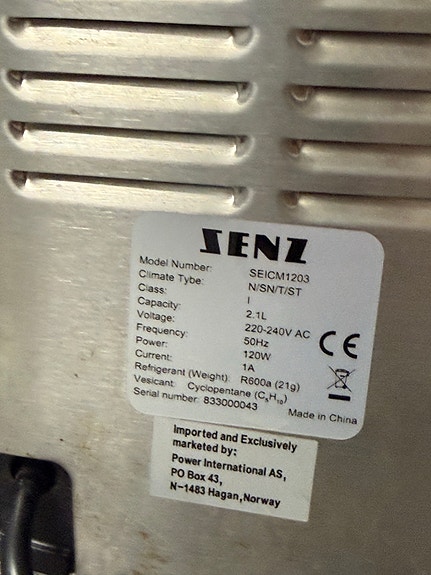 SENZ
Model Number: SEICM1203
Climate Tybe: N/SN/T/ST
Class: I
Capacity: 2.1L
Voltage: 220-240V AC
Frequency: 50Hz
Power: 120W
Current: 1A
Refrigerant (Weight): R600a (21g)
Vesicant: Cyclopentane (C₅H₁₀)
Serial number: 833000043
CE
Made in China
Imported and Exclusively
marketed by:
Power International AS,
PO Box 43,
N-1483 Hagan, Norway